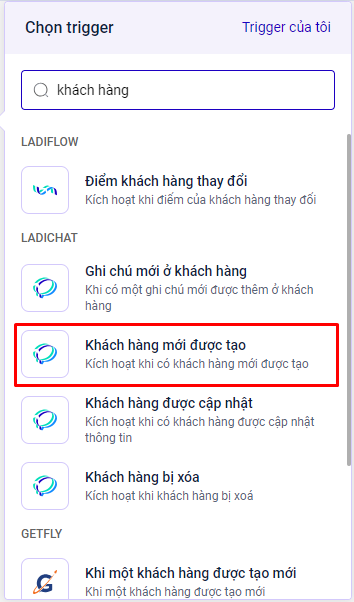 Chọn trigger
Trigger của tôi
khách hàng
LADIFLOW
Điểm khách hàng thay đổi
Kích hoạt khi điểm của khách hàng thay đổi
LADICHAT
Ghi chú mới ở khách hàng
Khi có một ghi chú mới được thêm ở khách
hàng
Khách hàng mới được tạo
Kích hoạt khi có khách hàng mới được tạo
Khách hàng được cập nhật
Kích hoạt khi có khách hàng được cập nhật
thông tin
Khách hàng bị xóa
Kích hoạt khi khách hàng bị xoá
GETFLY
Khi một khách hàng được tạo mới
Khi một khách hàng được tạo mới